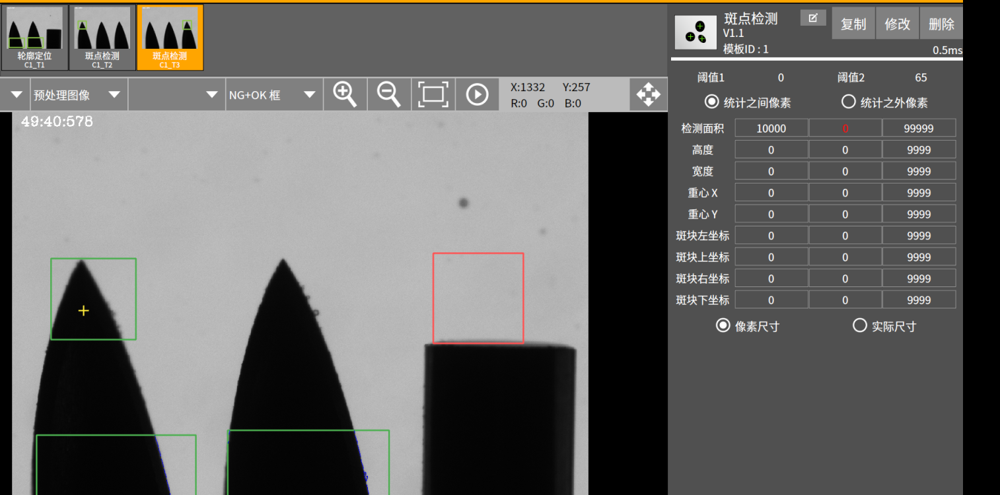 轮廓定位
C1_T1
斑点检测
C1_T2
斑点检测
C1_T3
预处理图像
NG+OK 框
X:1332 Y:257
R:0 G:0 B:0
49:40:578
斑点检测
V1.1
模板ID : 1
复制 修改 删除
0.5ms
阈值1 0 阈值2 65
统计之间像素 统计之外像素
检测面积 10000 0 99999
高度 0 0 9999
宽度 0 0 9999
重心 X 0 0 9999
重心 Y 0 0 9999
斑块左坐标 0 0 9999
斑块上坐标 0 0 9999
斑块右坐标 0 0 9999
斑块下坐标 0 0 9999
像素尺寸 实际尺寸